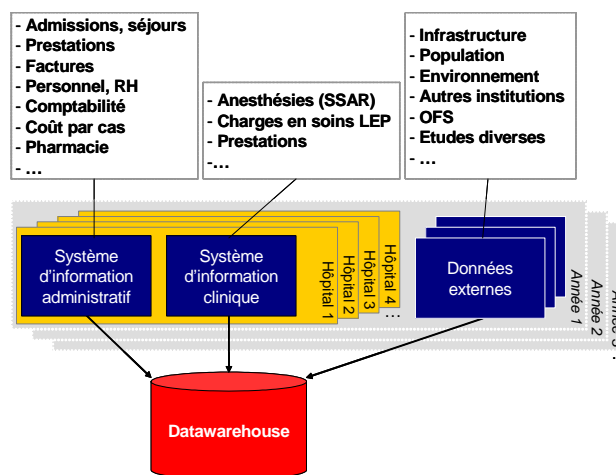 - Admissions, séjours
- Prestations
- Factures
- Personnel, RH
- Comptabilité
- Coût par cas
- Pharmacie
- ...
- Anesthésies (SSAR)
- Charges en soins LEP
- Prestations
-...
- Infrastructure
- Population
- Environnement
- Autres institutions
- OFS
- Etudes diverses
- ...
Système
d'information
administratif
Système
d'information
clinique
Hôpital 1
Hôpital 2
Hôpital 3
Hôpital 4
...
Données
externes
Année 1
Année 2
Datawarehouse